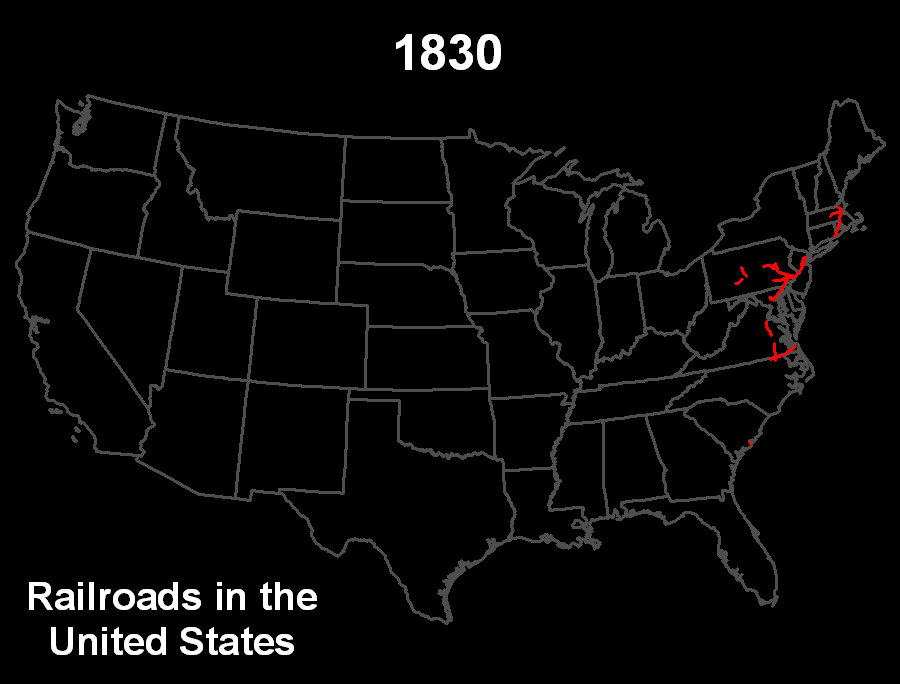 1830
Railroads in the
United States